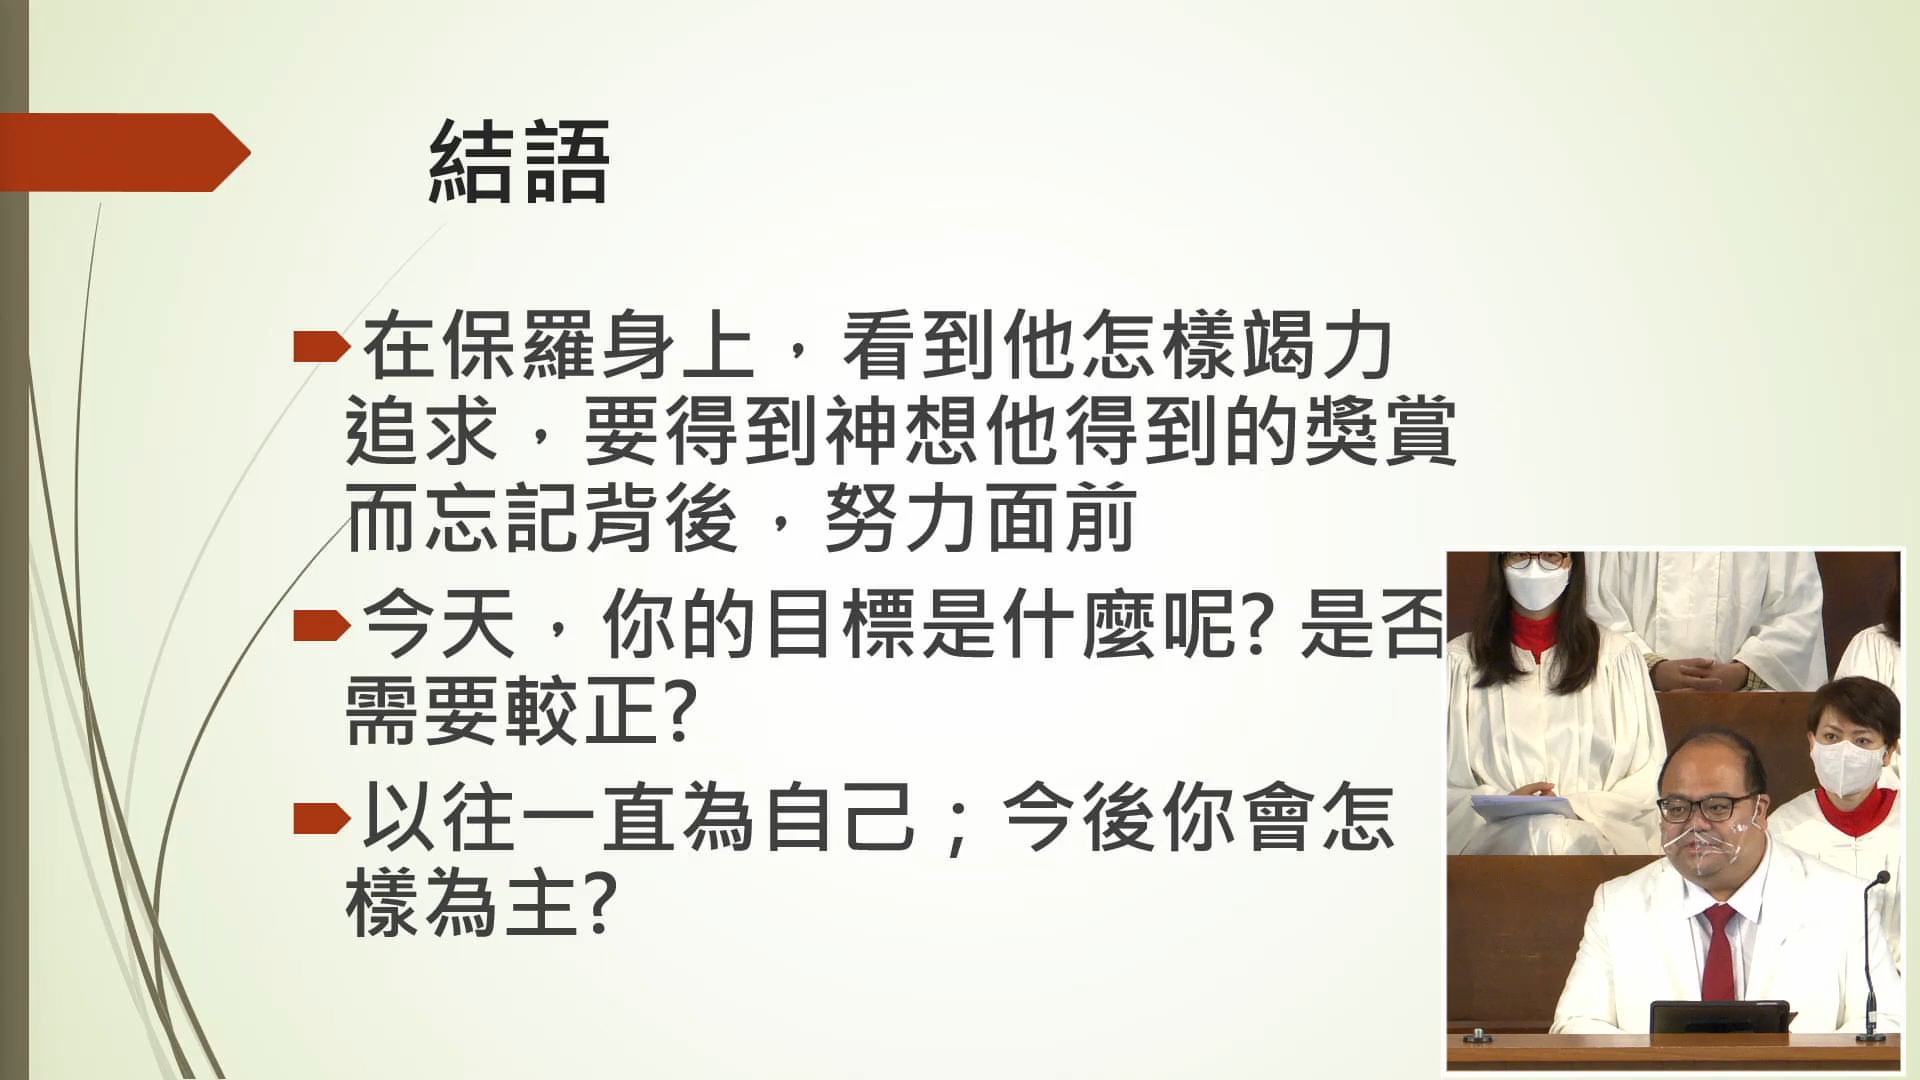 結語
在保羅身上，看到他怎樣竭力
追求，要得到神想他得到的獎賞
而忘記背後，努力面前
今天，你的目標是什麼呢? 是否
需要較正?
以往一直為自己；今後你會怎
樣為主?